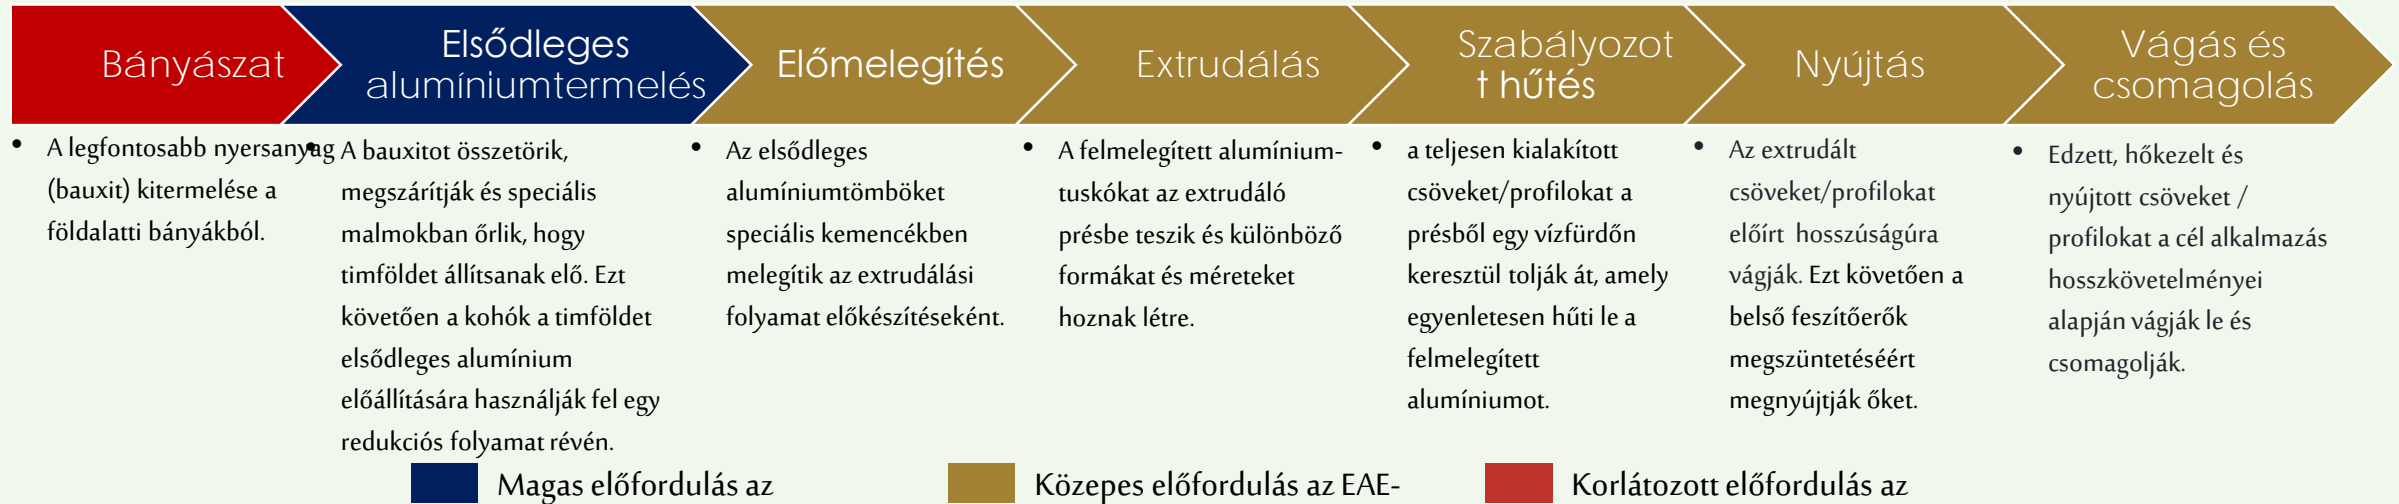 Bányászat
Elsődleges
alumíniumtermelés
Előmelegítés
Extrudálás
Szabályozot
t hűtés
Nyújtás
Vágás és
csomagolás
• A legfontosabb nyersanyag
(bauxit) kitermelése a
földalatti bányákból.
• A bauxitot összetörik,
megszárítják és speciális
malmokban őrlik, hogy
timföldet állítsanak elő. Ezt
követően a kohók a timföldet
elsődleges alumínium
előállítására használják fel egy
redukciós folyamat révén.
• Az elsődleges
alumíniumtömböket
speciális kemencékben
melegítik az extrudálási
folyamat előkészítéseként.
• A felmelegített alumínium-
tuskókat az extrudáló
présbe teszik és különböző
formákat és méreteket
hoznak létre.
• a teljesen kialakított
csöveket/profilokat a
présből egy vízfürdőn
keresztül tolják át, amely
egyenletesen hűti le a
felmelegített
alumíniumot.
• Az extrudált
csöveket/profilokat
előírt hosszúságúra
vágják. Ezt követően a
belső feszítőerők
megszüntetéséért
megnyújtják őket.
• Edzett, hőkezelt és
nyújtott csöveket /
profilokat a cél alkalmazás
hosszkövetelményei
alapján vágják le és
csomagolják.
Magas előfordulás az
Közepes előfordulás az EAE-
Korlátozott előfordulás az